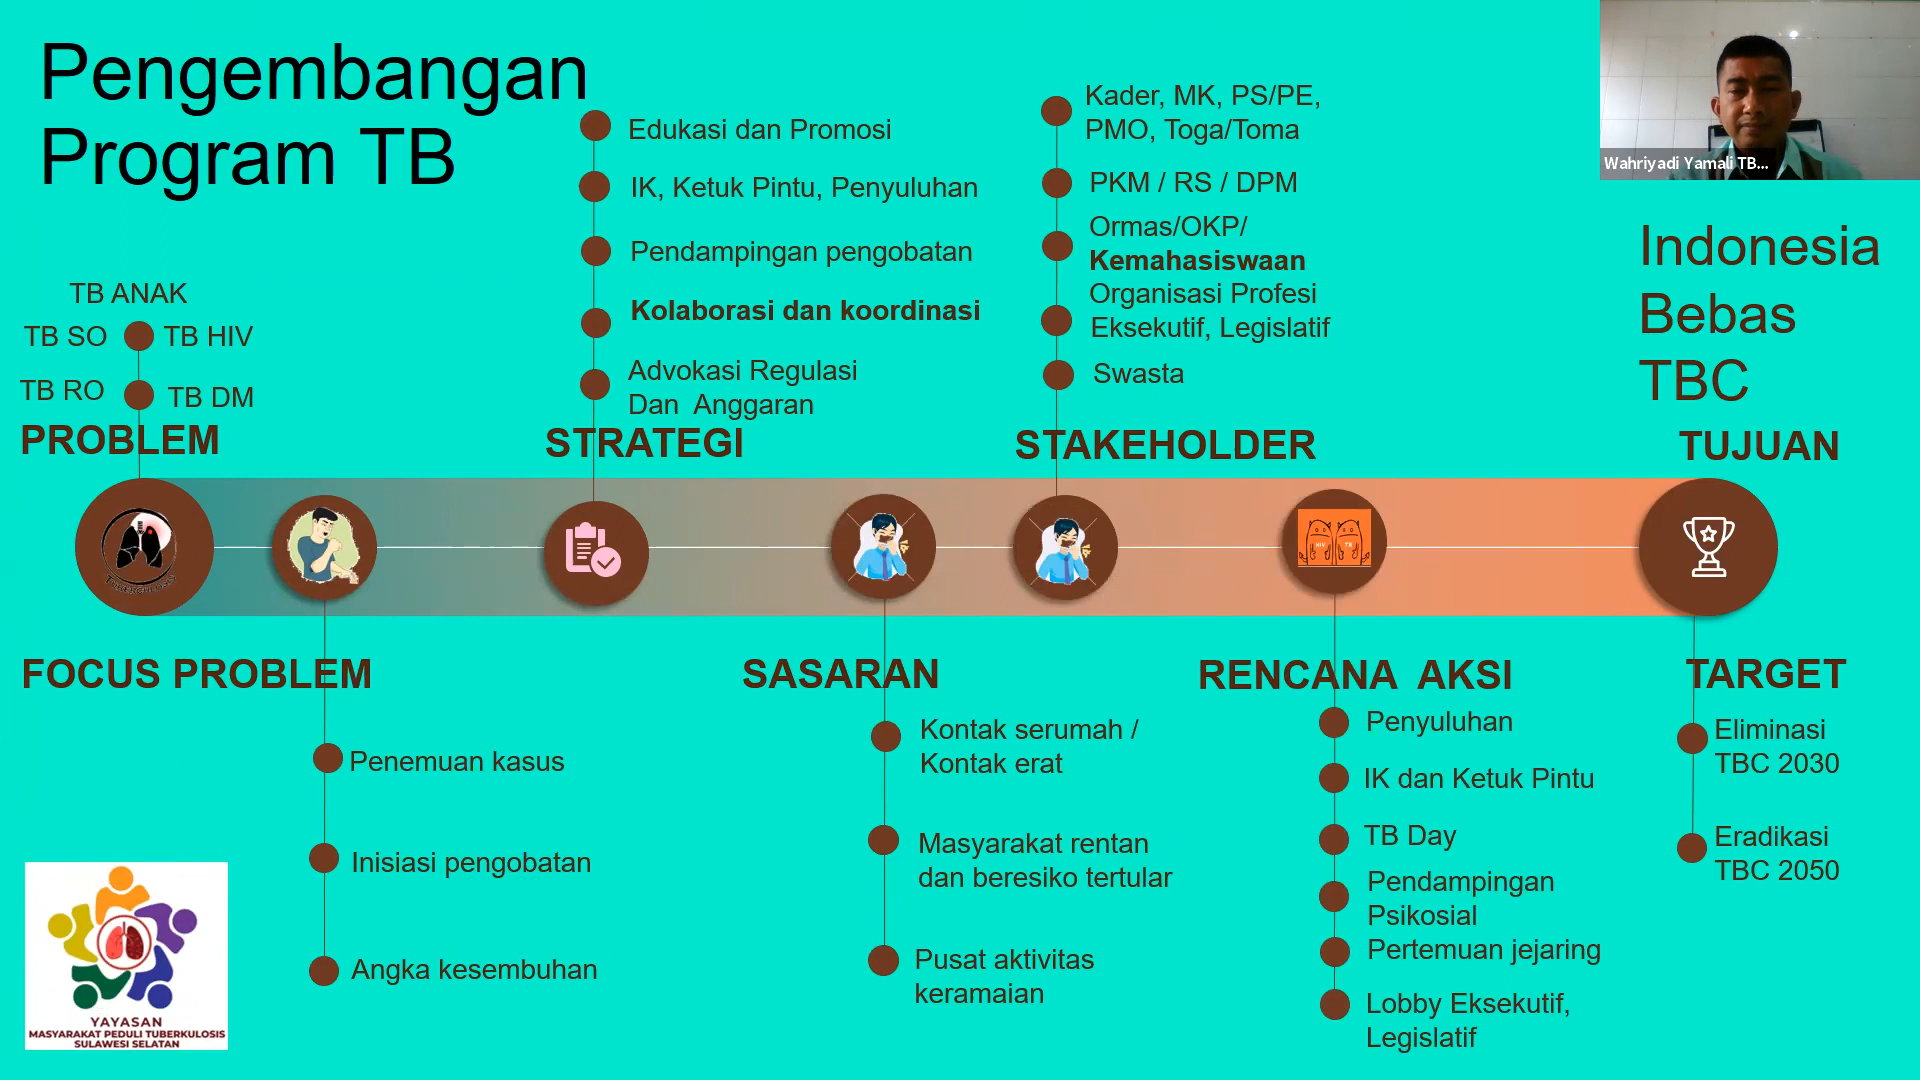 Pengembangan
Program TB
TB ANAK
TB SO
TB HIV
TB RO
TB DM
PROBLEM
Edukasi dan Promosi
IK, Ketuk Pintu, Penyuluhan
Pendampingan pengobatan
Kolaborasi dan koordinasi
Advokasi Regulasi
Dan Anggaran
STRATEGI
Kader, MK, PS/PE,
PMO, Toga/Toma
PKM / RS / DPM
Ormas/OKP/
Kemahasiswaan
Organisasi Profesi
Eksekutif, Legislatif
Swasta
STAKEHOLDER
Wahriyadi Yamali TB...
Indonesia
Bebas
TBC
TUJUAN
HIV
TB
FOCUS PROBLEM
Penemuan kasus
Inisiasi pengobatan
Angka kesembuhan
SASARAN
Kontak serumah /
Kontak erat
Masyarakat rentan
dan beresiko tertular
Pusat aktivitas
keramaian
RENCANA AKSI
Penyuluhan
IK dan Ketuk Pintu
TB Day
Pendampingan
Psikosial
Pertemuan jejaring
Lobby Eksekutif,
Legislatif
TARGET
Eliminasi
TBC 2030
Eradikasi
TBC 2050
YAYASAN
MASYARAKAT PEDULI TUBERKULOSIS
SULAWESI SELATAN